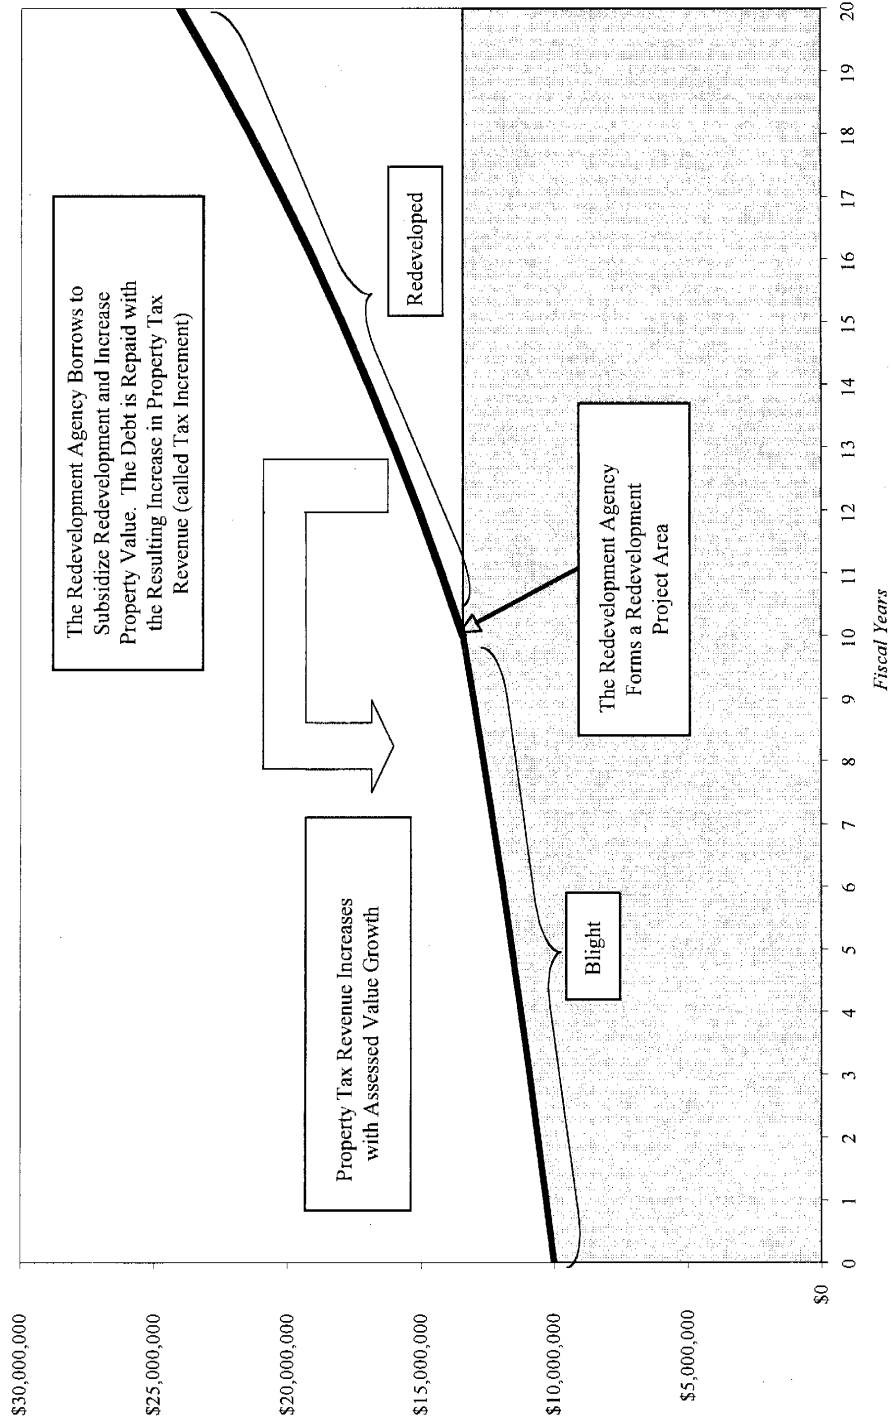 $30,000,000
$25,000,000
$20,000,000
$15,000,000
$10,000,000
$5,000,000
$0
The Redevelopment Agency Borrows to
Subsidize Redevelopment and Increase
Property Value. The Debt is Repaid with
the Resulting Increase in Property Tax
Revenue (called Tax Increment)
Property Tax Revenue Increases
with Assessed Value Growth
Redeveloped
Blight
The Redevelopment Agency
Forms a Redevelopment
Project Area
0 1 2 3 4 5 6 7 8 9 10 11 12 13 14 15 16 17 18 19 20
Fiscal Years